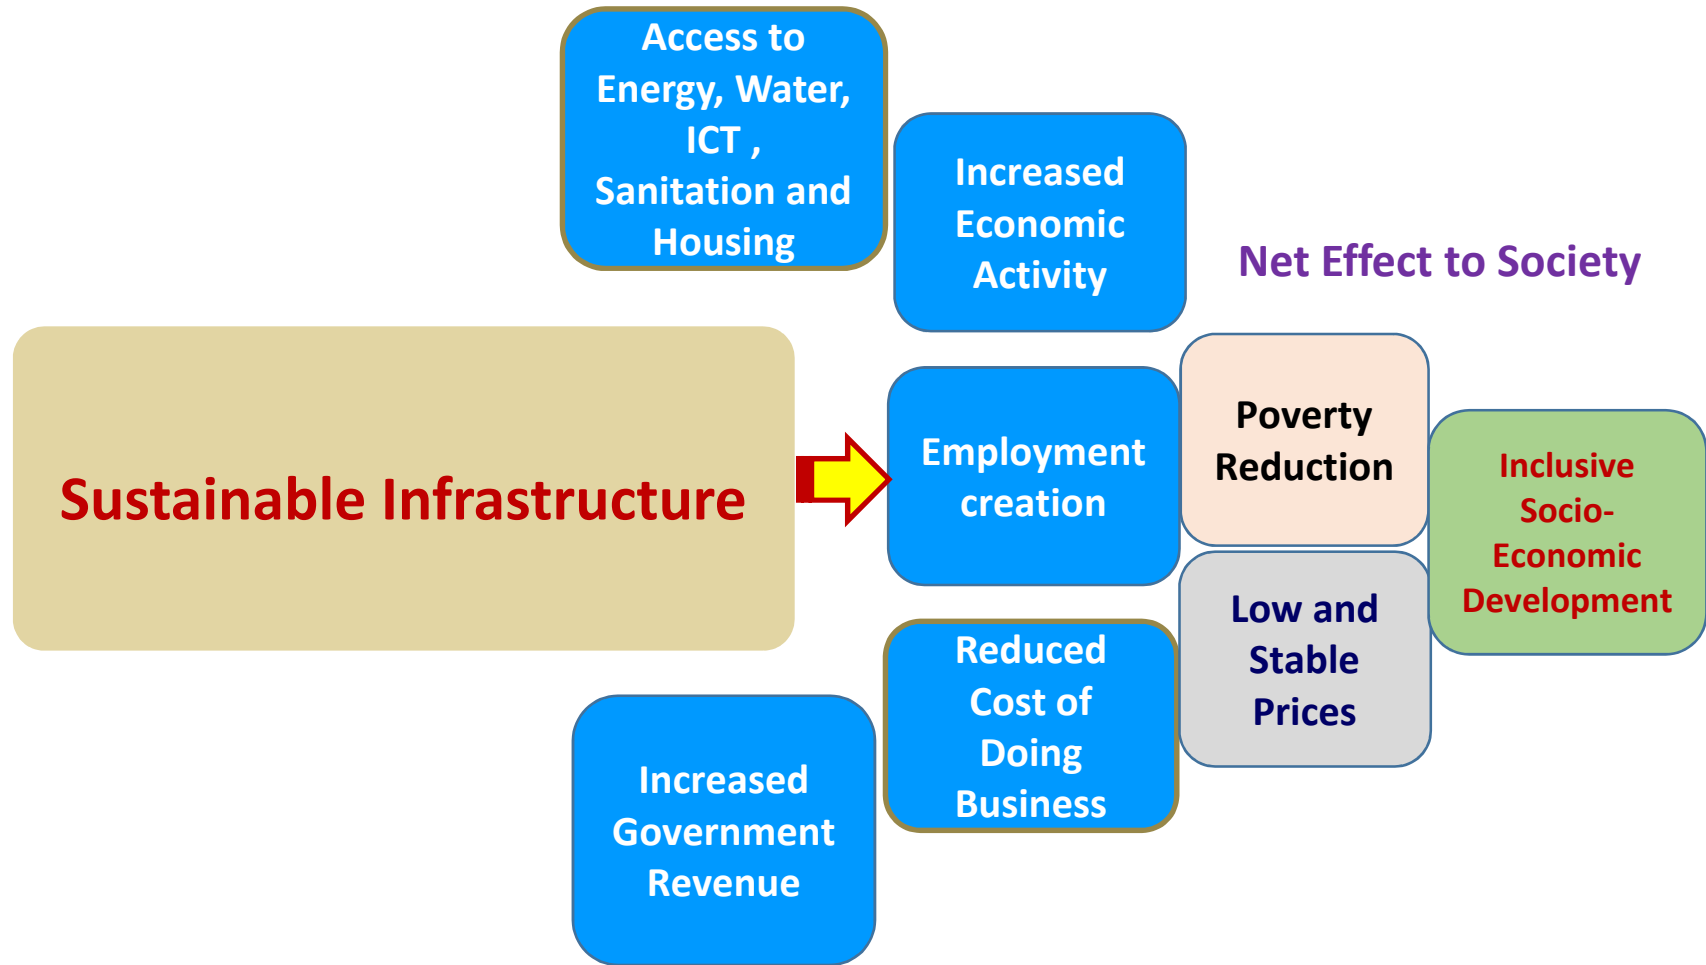 Access to
Energy, Water,
ICT ,
Sanitation and
Housing
Increased
Economic
Activity
Net Effect to Society
Sustainable Infrastructure
Employment
creation
Poverty
Reduction
Inclusive
Socio-
Economic
Development
Low and
Stable
Prices
Reduced
Cost of
Doing
Business
Increased
Government
Revenue